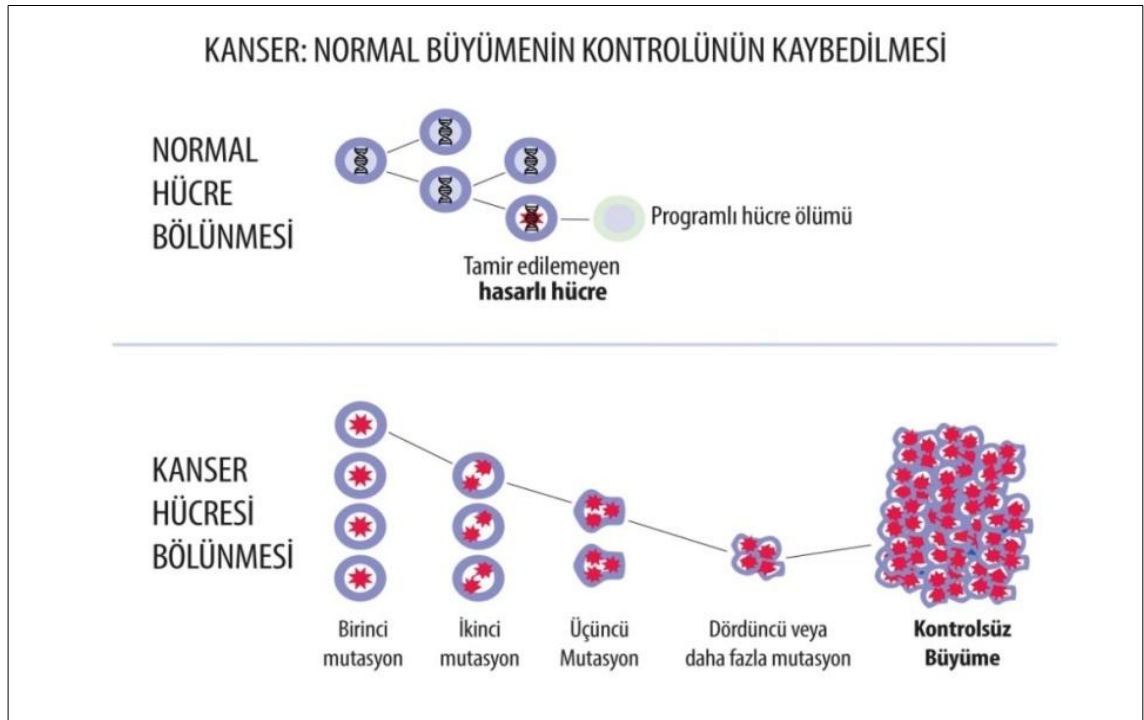 KANSER: NORMAL BÜYÜMENİN KONTROLÜNÜN KAYBEDİLMESİ
NORMAL
HÜCRE
BÖLÜNMESİ
Programlı hücre ölümü
Tamir edilemeyen
hasarlı hücre
KANSER
HÜCRESİ
BÖLÜNMESİ
Birinci
mutasyon
İkinci
mutasyon
Üçüncü
Mutasyon
Dördüncü veya
daha fazla mutasyon
Kontrolsüz
Büyüme